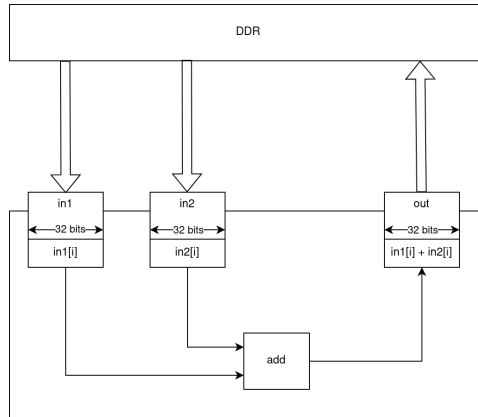 DDR
in1
in2
out
32 bits
32 bits
32 bits
in1[i]
in2[i]
in1[i] + in2[i]
add